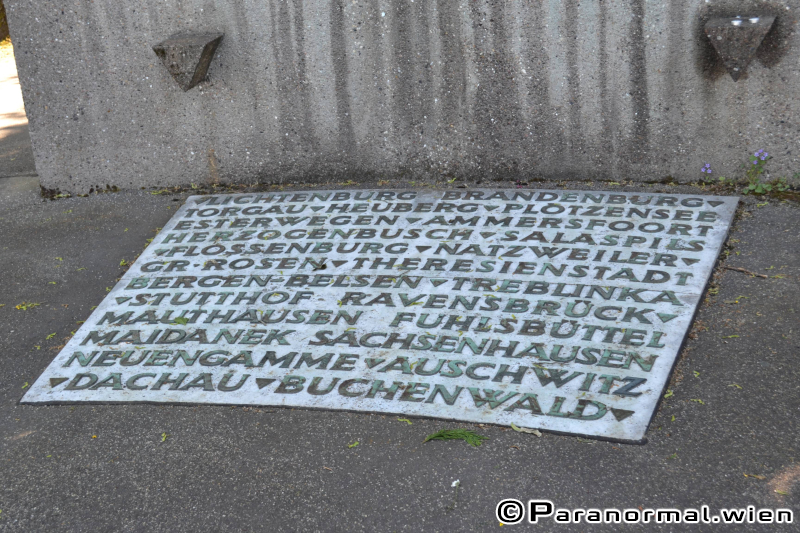 ▼LICHTENBURG▼BRANDENBURG▼
TORGAU▼HEUBERG▼PLÖTZENSEE
ESTERWEGEN▼AMMERSFOORT
HERZOGENBUSCH▼SALASPILS
▼FLOSSENBURG▼NATZWEILER▼
GR·ROSEN▼THERESIENSTADT
BERGEN-BELSEN▼TREBLINKA
▼STUTTHOF RAVENSBRÜCK▼
MAUTHAUSEN FUHLSBÜTTEL
MAIDANEK SACHSENHAUSEN
NEUENGAMME▼AUSCHWITZ
▼DACHAU▼BUCHENWALD▼
©Paranormal.wien